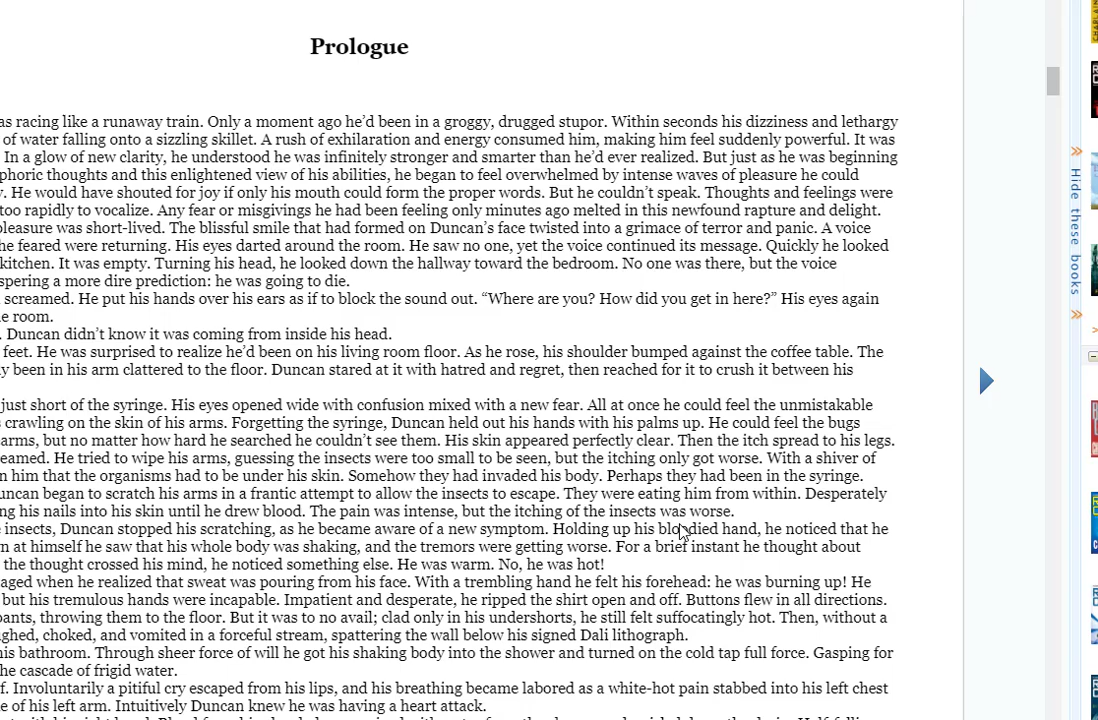 Prologue
as racing like a runaway train. Only a moment ago he’d been in a groggy, drugged stupor. Within seconds his dizziness and lethargy
of water falling onto a sizzling skillet. A rush of exhilaration and energy consumed him, making him feel suddenly powerful. It was
In a glow of new clarity, he understood he was infinitely stronger and smarter than he’d ever realized. But just as he was beginning
phoric thoughts and this enlightened view of his abilities, he began to feel overwhelmed by intense waves of pleasure he could
. He would have shouted for joy if only his mouth could form the proper words. But he couldn’t speak. Thoughts and feelings were
too rapidly to vocalize. Any fear or misgivings he had been feeling only minutes ago melted in this newfound rapture and delight.
pleasure was short-lived. The blissful smile that had formed on Duncan’s face twisted into a grimace of terror and panic. A voice
he feared were returning. His eyes darted around the room. He saw no one, yet the voice continued its message. Quickly he looked
kitchen. It was empty. Turning his head, he looked down the hallway toward the bedroom. No one was there, but the voice
spering a more dire prediction: he was going to die.
screamed. He put his hands over his ears as if to block the sound out. “Where are you? How did you get in here?” His eyes again
e room.
. Duncan didn’t know it was coming from inside his head.
feet. He was surprised to realize he’d been on his living room floor. As he rose, his shoulder bumped against the coffee table. The
y been in his arm clattered to the floor. Duncan stared at it with hatred and regret, then reached for it to crush it between his
just short of the syringe. His eyes opened wide with confusion mixed with a new fear. All at once he could feel the unmistakable
s crawling on the skin of his arms. Forgetting the syringe, Duncan held out his hands with his palms up. He could feel the bugs
arms, but no matter how hard he searched he couldn’t see them. His skin appeared perfectly clear. Then the itch spread to his legs.
eamed. He tried to wipe his arms, guessing the insects were too small to be seen, but the itching only got worse. With a shiver of
n him that the organisms had to be under his skin. Somehow they had invaded his body. Perhaps they had been in the syringe.
uncan began to scratch his arms in a frantic attempt to allow the insects to escape. They were eating him from within. Desperately
ng his nails into his skin until he drew blood. The pain was intense, but the itching of the insects was worse.
e insects, Duncan stopped his scratching, as he became aware of a new symptom. Holding up his bloodied hand, he noticed that he
n at himself he saw that his whole body was shaking, and the tremors were getting worse. For a brief instant he thought about
the thought crossed his mind, he noticed something else. He was warm. No, he was hot!
aged when he realized that sweat was pouring from his face. With a trembling hand he felt his forehead: he was burning up! He
but his tremulous hands were incapable. Impatient and desperate, he ripped the shirt open and off. Buttons flew in all directions.
pants, throwing them to the floor. But it was to no avail; clad only in his undershorts, he still felt suffocatingly hot. Then, without a
ghed, choked, and vomited in a forceful stream, spattering the wall below his signed Dali lithograph.
his bathroom. Through sheer force of will he got his shaking body into the shower and turned on the cold tap full force. Gasping for
he cascade of frigid water.
f. Involuntarily a pitiful cry escaped from his lips, and his breathing became labored as a white-hot pain stabbed into his left chest
e of his left arm. Intuitively Duncan knew he was having a heart attack.
» Hide these books »